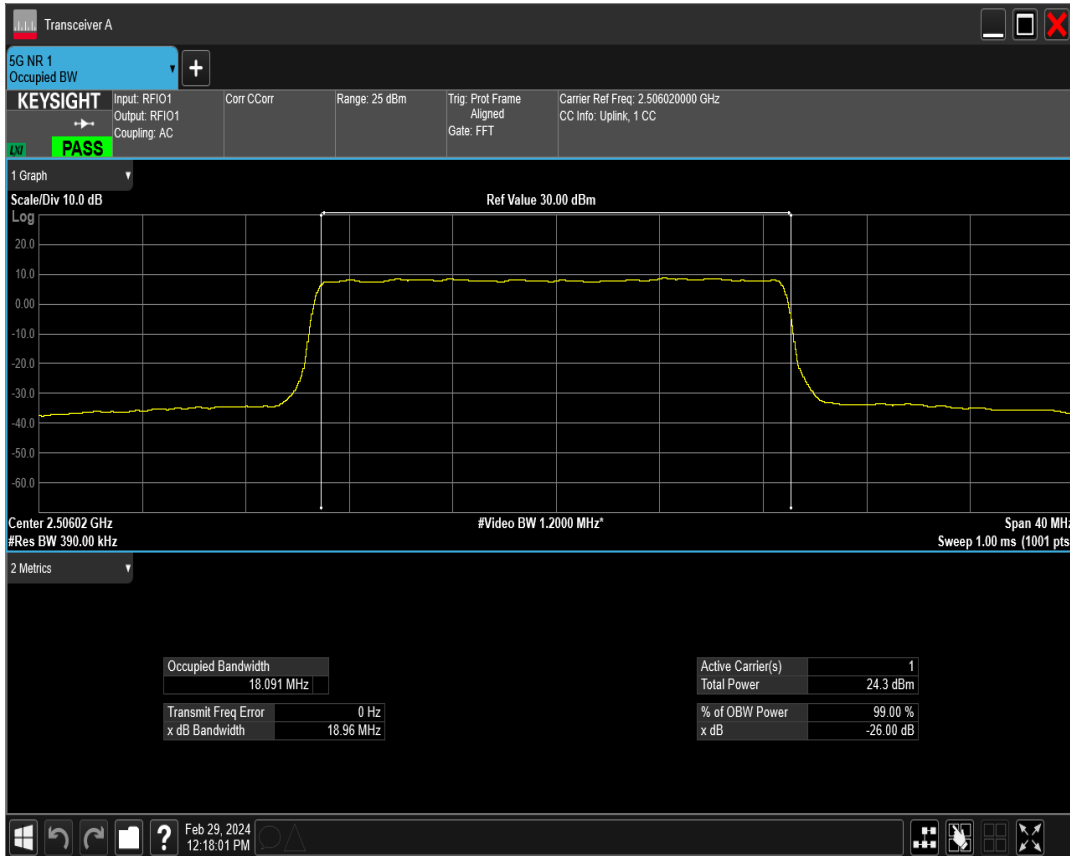 Transceiver A
5G NR 1
Occupied BW
KEYSIGHT
Input: RFIO1
Output: RFIO1
Coupling: AC
Corr CCorr
Range: 25 dBm
Trig: Prot Frame
Aligned
Gate: FFT
Carrier Ref Freq: 2.506020000 GHz
CC Info: Uplink, 1 CC
LXI
PASS
1 Graph
Scale/Div 10.0 dB
Ref Value 30.00 dBm
Log
20.0
10.0
0.00
-10.0
-20.0
-30.0
-40.0
-50.0
-60.0
Center 2.50602 GHz
#Video BW 1.2000 MHz*
Span 40 MHz
#Res BW 390.00 kHz
Sweep 1.00 ms (1001 pts
2 Metrics
Occupied Bandwidth
18.091 MHz
Transmit Freq Error 0 Hz
x dB Bandwidth 18.96 MHz
Active Carrier(s) 1
Total Power 24.3 dBm
% of OBW Power 99.00 %
x dB -26.00 dB
Feb 29, 2024
12:18:01 PM